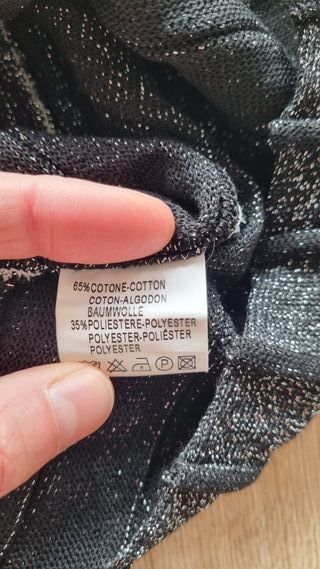 65%COTONE-COTTON
COTON-ALGODON
BAUMWOLLE
35%POLIESTERE-POLYESTER
POLYESTER-POLIÉSTER
POLYESTER
P